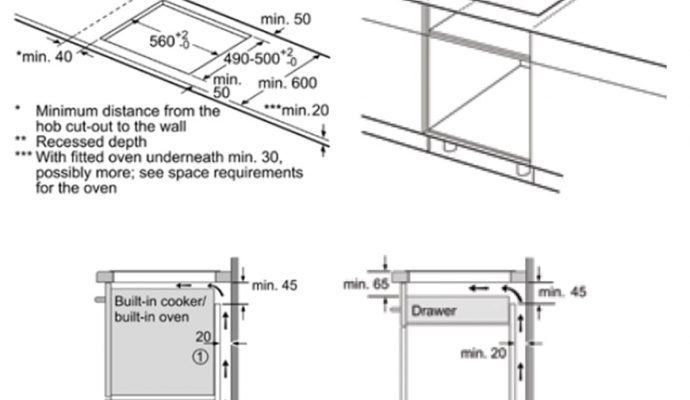 min. 50
560+2-0
*min. 40
490-500+2-0
min. 50
min. 600
***min.20
* Minimum distance from the
hob cut-out to the wall
** Recessed depth
*** With fitted oven underneath min. 30,
possibly more; see space requirements
for the oven
min. 45
Built-in cooker/
built-in oven
20
①
min. 65
min. 45
Drawer
min. 20